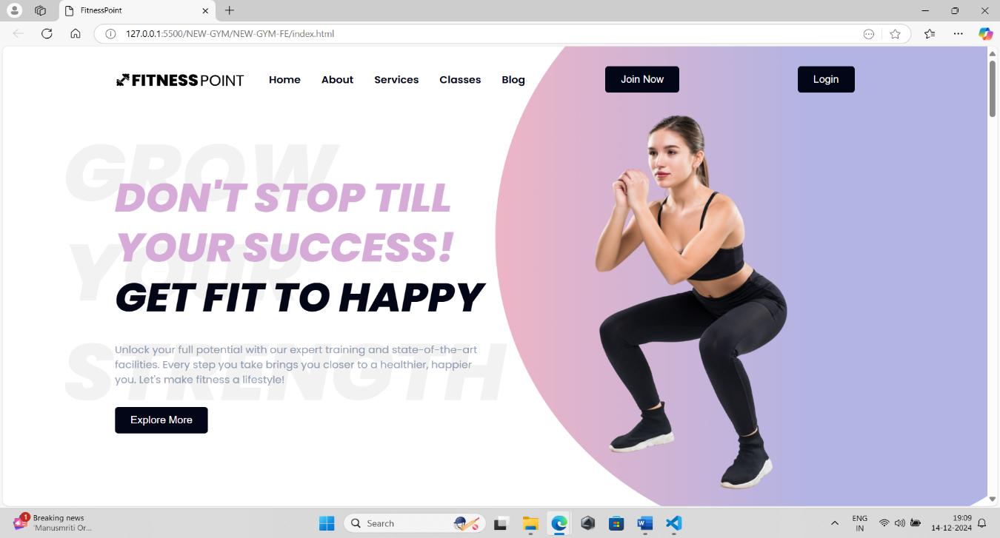 FitnessPoint
127.0.0.1:5500/NEW-GYM/NEW-GYM-FE/index.html
FITNESSPOINT Home About Services Classes Blog Join Now Login
GROW
DON'T STOP TILL
YOUR
YOUR SUCCESS!
GET FIT TO HAPPY
STRENGTH
Unlock your full potential with our expert training and state-of-the-art
facilities. Every step you take brings you closer to a healthier, happier
you. Let's make fitness a lifestyle!
Explore More
1
Breaking news
'Manusmriti Or...
Search
ENG
IN
19:09
14-12-2024